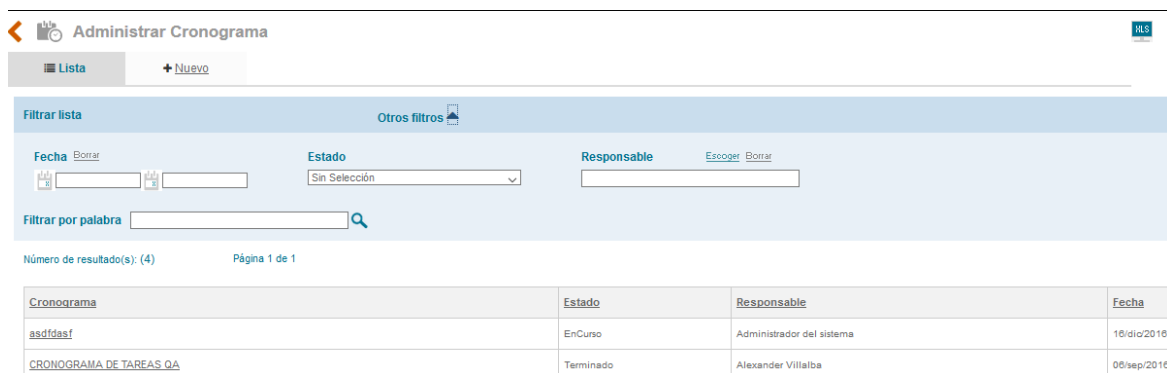 Administrar Cronograma
XLS
Lista
+ Nuevo
Filtrar lista
Otros filtros
Fecha Borrar
Estado
Responsable
Escoger Borrar
Sin Selección
Filtrar por palabra
Número de resultado(s): (4)
Página 1 de 1
Cronograma
Estado
Responsable
Fecha
asdfdasf
EnCurso
Administrador del sistema
16/dic/2016
CRONOGRAMA DE TAREAS QA
Terminado
Alexander Villalba
06/sep/2016